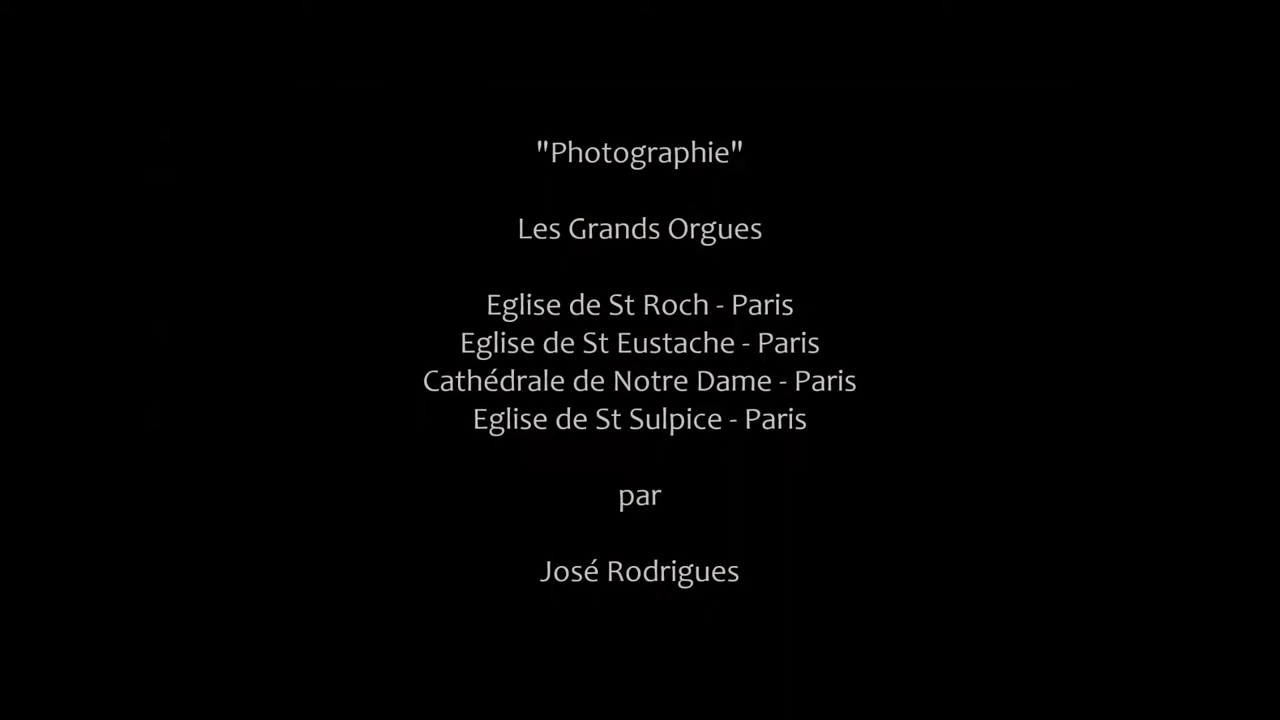 "Photographie"
Les Grands Orgues
Eglise de St Roch - Paris
Eglise de St Eustache - Paris
Cathédrale de Notre Dame - Paris
Eglise de St Sulpice - Paris
par
José Rodrigues